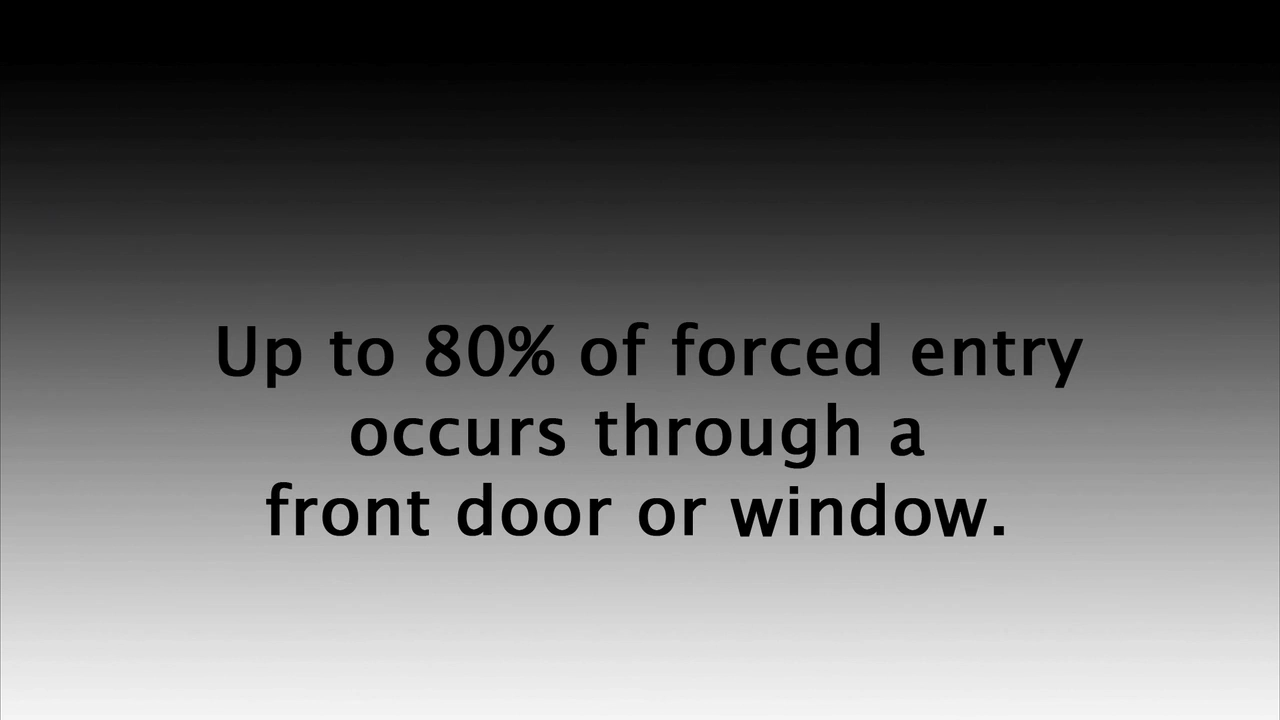 Up to 80% of forced entry
occurs through a
front door or window.